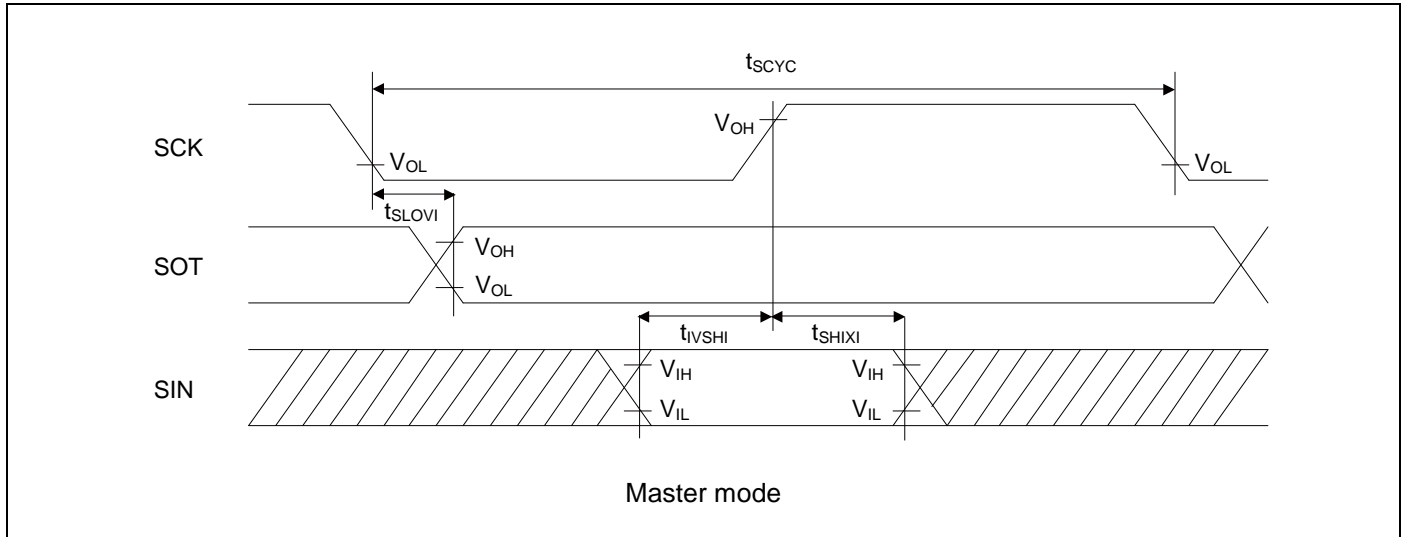 tSCYC
SCK
VOH
VOL
VOL
tSLOVI
SOT
VOH
VOL
tIVSHI
tSHIXI
SIN
VIH
VIH
VIL
VIL
Master mode